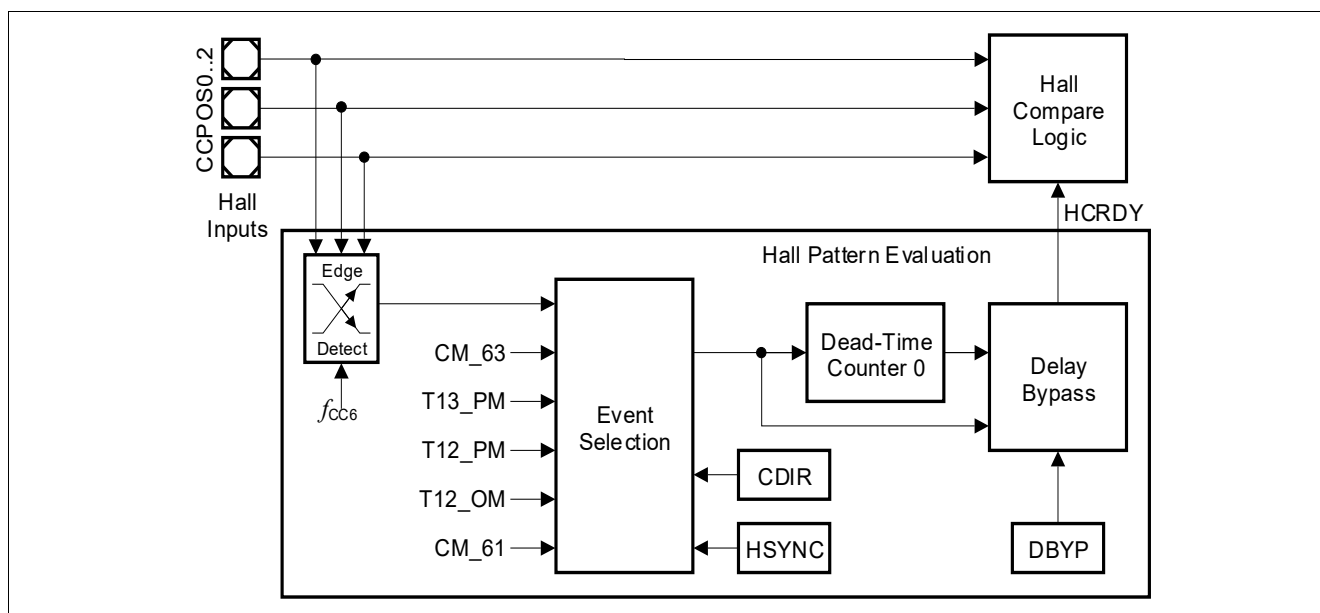 CCPOS0..2
Hall
Inputs
Hall
Compare
Logic
HCRDY
Hall Pattern Evaluation
Edge
Detect
fCC6
CM_63
T13_PM
T12_PM
T12_OM
CM_61
Event
Selection
Dead-Time
Counter 0
Delay
Bypass
CDIR
HSYNC
DBYP